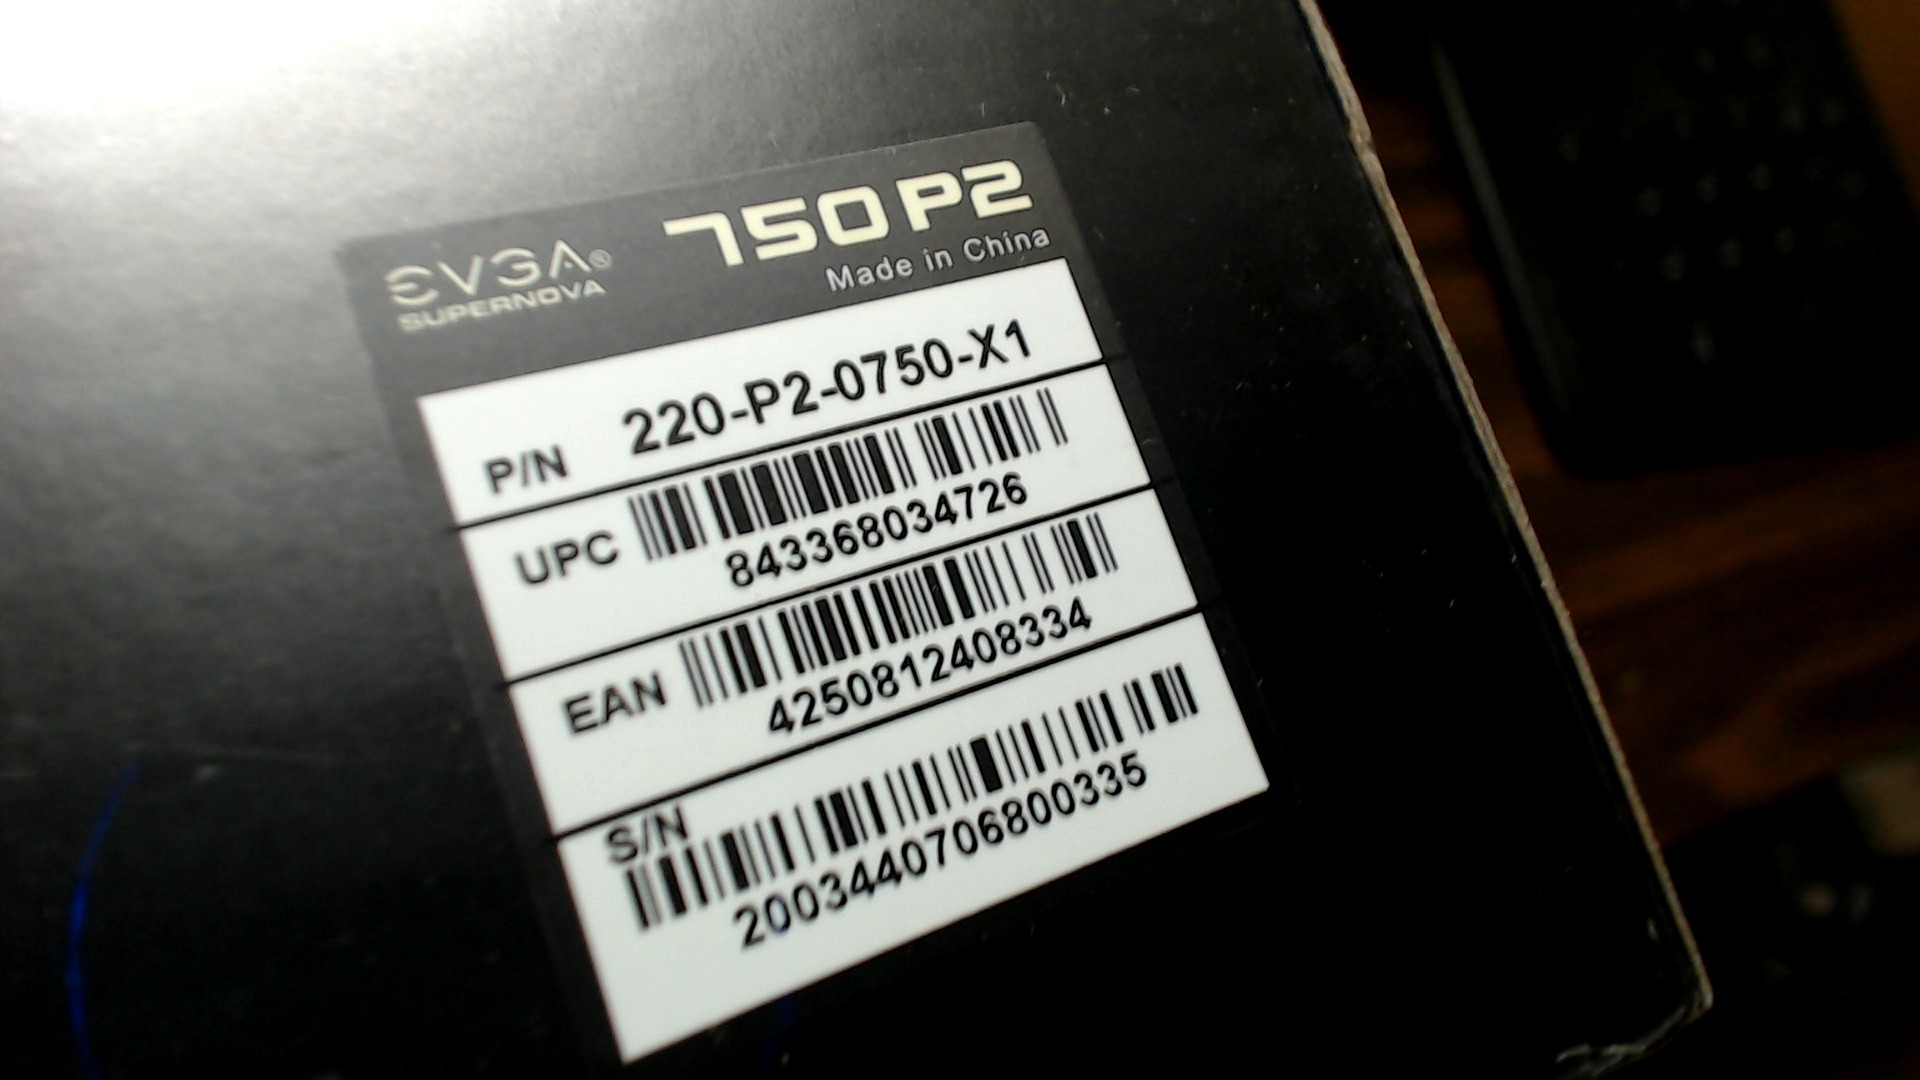 EVGA®
SUPERNOVA
750 P2
Made in China
P/N 220-P2-0750-X1
UPC
843368034726
EAN
4250812408334
S/N
2003440706800335